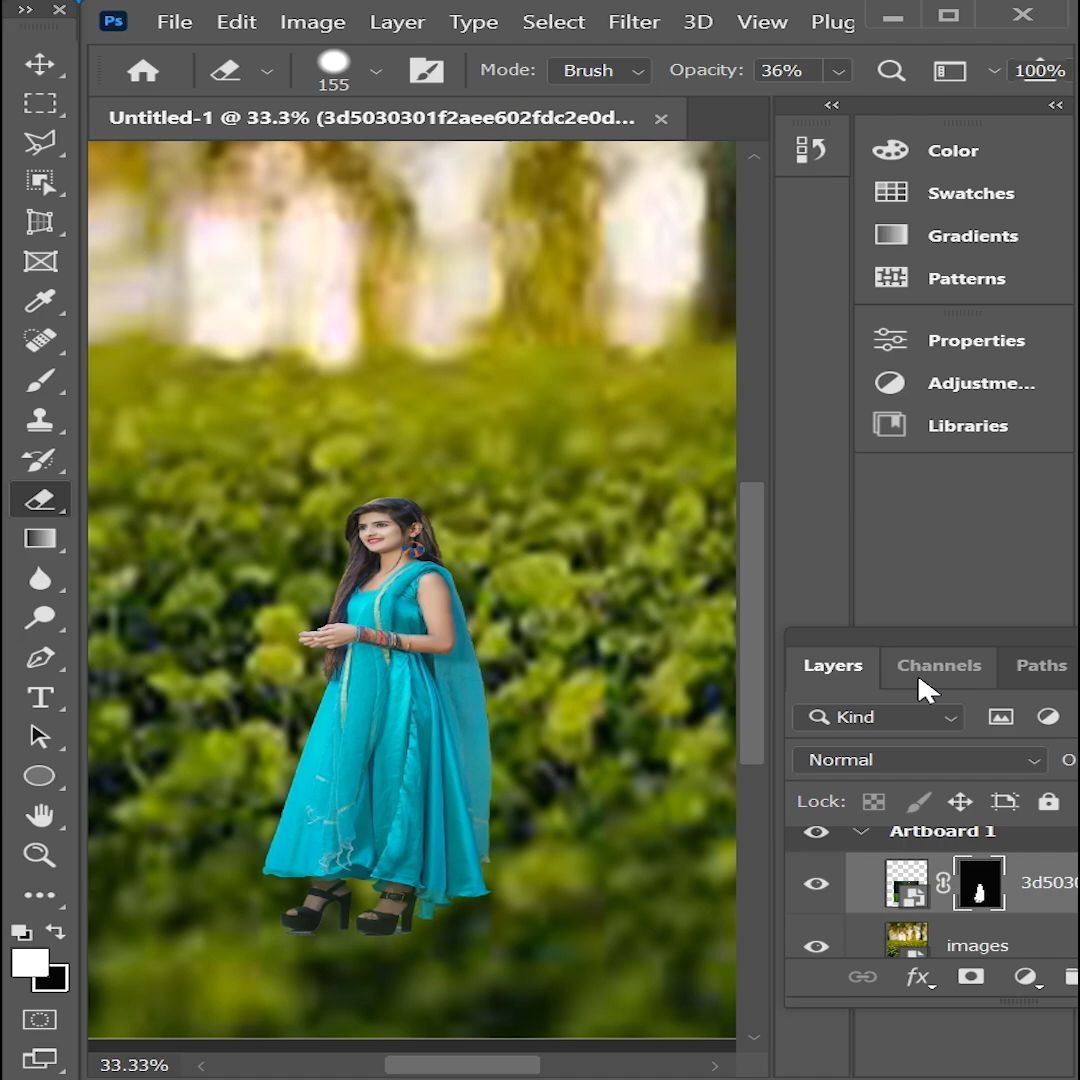 Ps File Edit Image Layer Type Select Filter 3D View Plug
155 Mode: Brush Opacity: 36% 100%
Untitled-1 @ 33.3% (3d5030301f2aee602fdc2e0d...
Color
Swatches
Gradients
Patterns
Properties
Adjustme...
Libraries
Layers Channels Paths
Kind
Normal O
Lock:
Artboard 1
3d5030
images
fx
33.33%